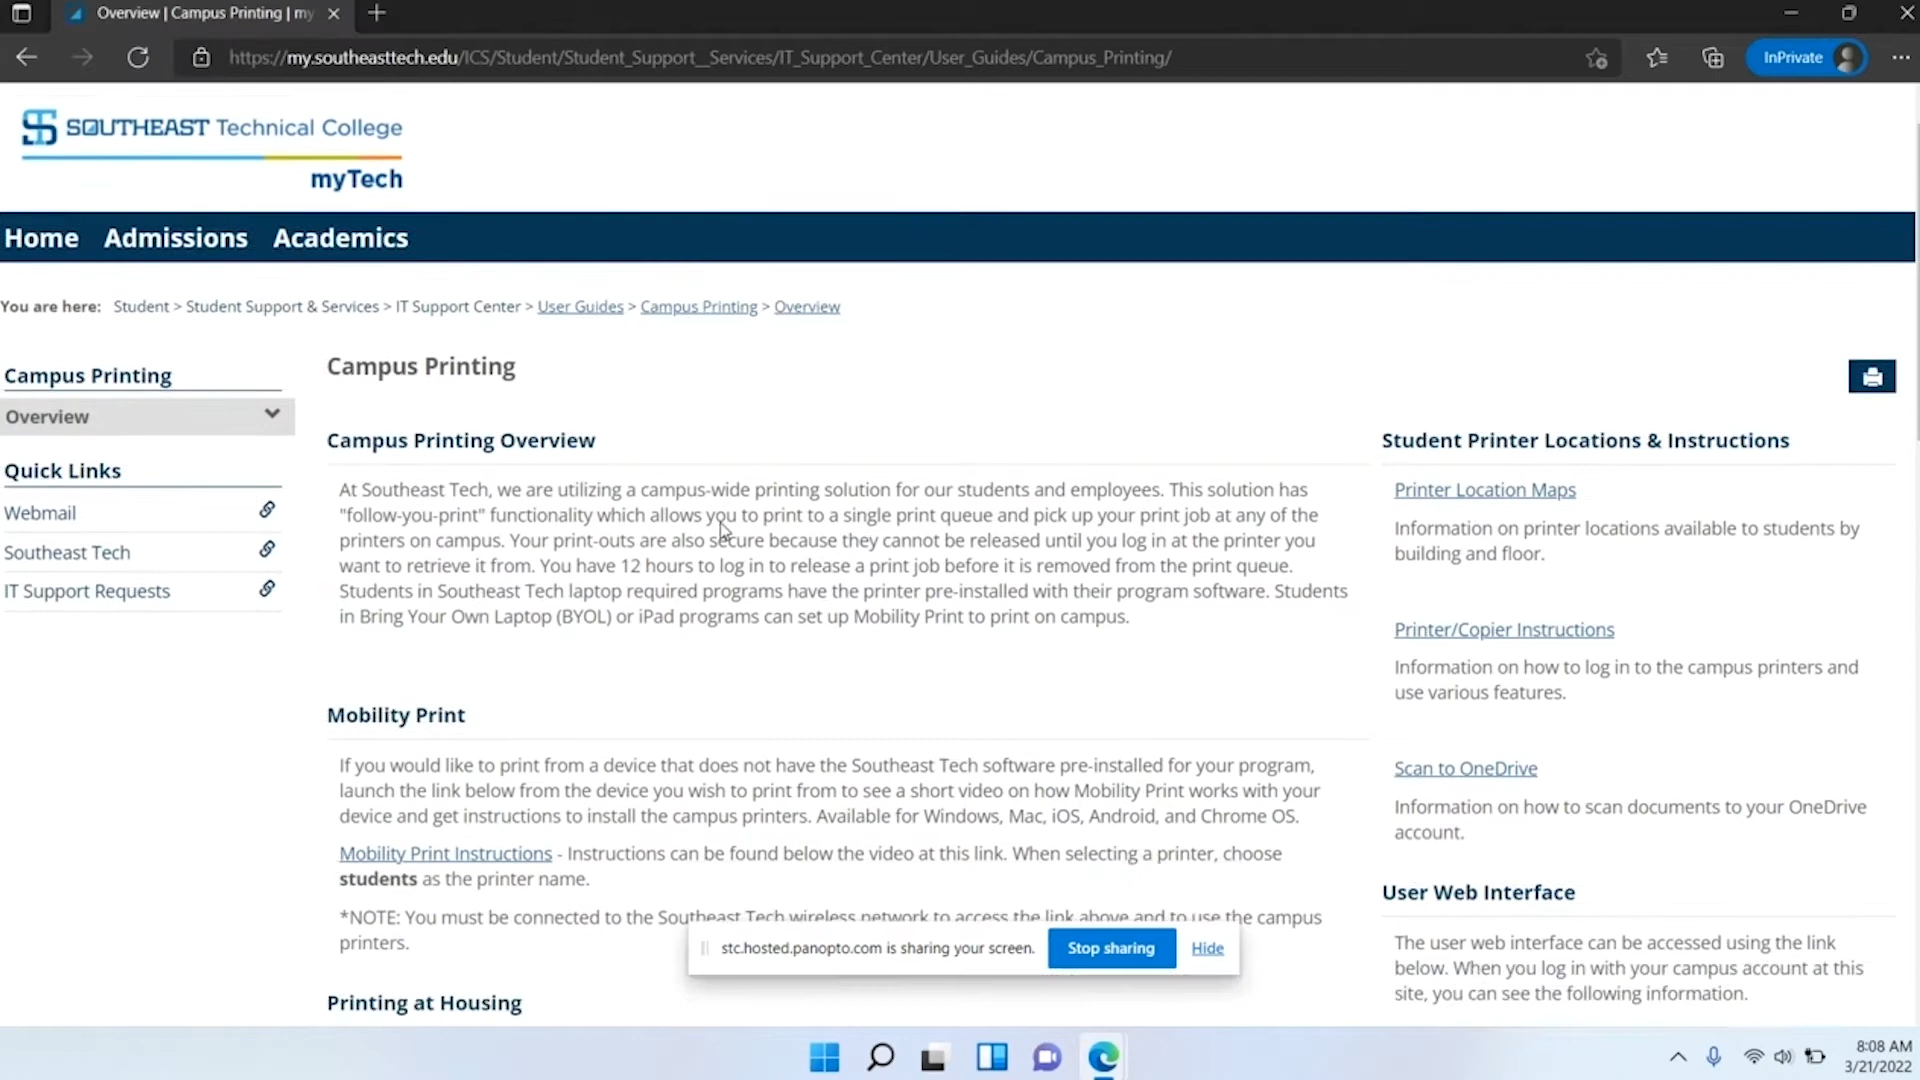 Overview | Campus Printing | my
https://my.southeasttech.edu/ICS/Student/Student_Support__Services/IT_Support_Center/User_Guides/Campus_Printing/
InPrivate
SOUTHEAST Technical College
myTech
Home Admissions Academics
You are here: Student > Student Support & Services > IT Support Center > User Guides > Campus Printing > Overview
Campus Printing
Overview
Quick Links
Webmail
Southeast Tech
IT Support Requests
Campus Printing
Campus Printing Overview
At Southeast Tech, we are utilizing a campus-wide printing solution for our students and employees. This solution has
"follow-you-print" functionality which allows you to print to a single print queue and pick up your print job at any of the
printers on campus. Your print-outs are also secure because they cannot be released until you log in at the printer you
want to retrieve it from. You have 12 hours to log in to release a print job before it is removed from the print queue.
Students in Southeast Tech laptop required programs have the printer pre-installed with their program software. Students
in Bring Your Own Laptop (BYOL) or iPad programs can set up Mobility Print to print on campus.
Mobility Print
If you would like to print from a device that does not have the Southeast Tech software pre-installed for your program,
launch the link below from the device you wish to print from to see a short video on how Mobility Print works with your
device and get instructions to install the campus printers. Available for Windows, Mac, iOS, Android, and Chrome OS.
Mobility Print Instructions - Instructions can be found below the video at this link. When selecting a printer, choose
students as the printer name.
*NOTE: You must be connected to the Southeast Tech wireless network to access the link above and to use the campus
printers.
Printing at Housing
Student Printer Locations & Instructions
Printer Location Maps
Information on printer locations available to students by
building and floor.
Printer/Copier Instructions
Information on how to log in to the campus printers and
use various features.
Scan to OneDrive
Information on how to scan documents to your OneDrive
account.
User Web Interface
The user web interface can be accessed using the link
below. When you log in with your campus account at this
site, you can see the following information.
stc.hosted.panopto.com is sharing your screen. Stop sharing Hide
8:08 AM
3/21/2022